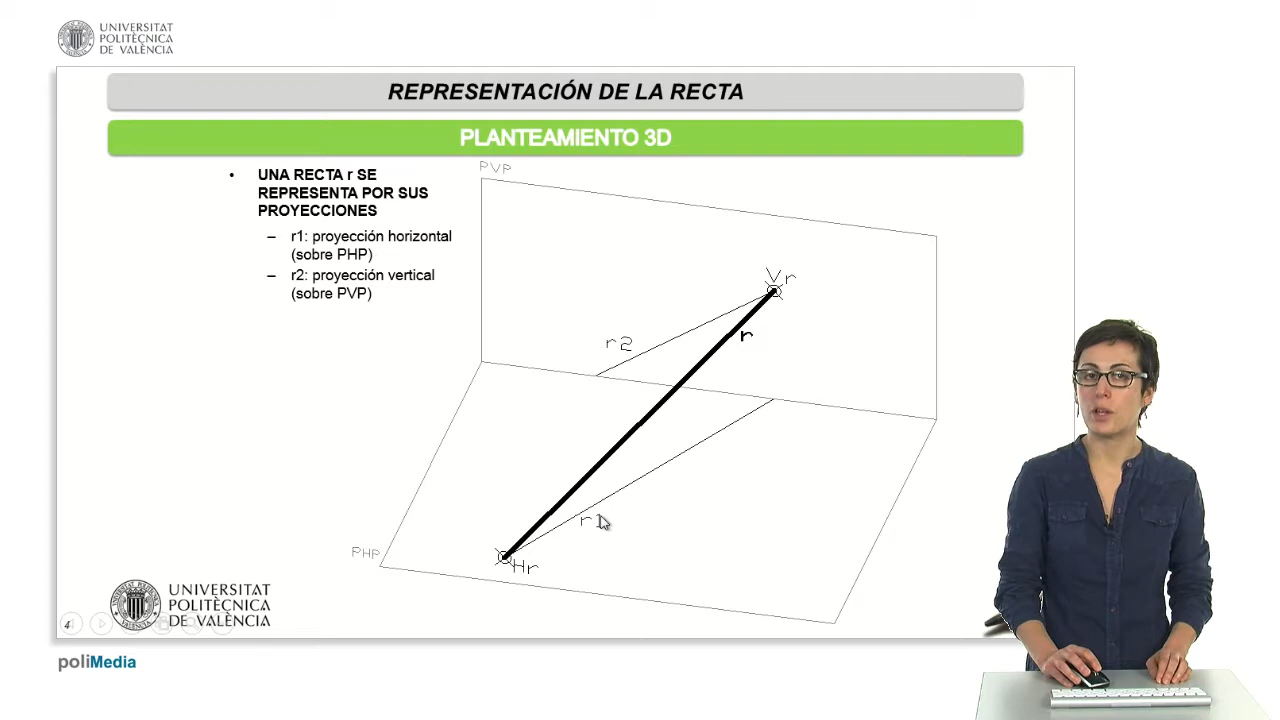 UNIVERSITAT
POLITÈCNICA
DE VALÈNCIA
REPRESENTACIÓN DE LA RECTA
PLANTEAMIENTO 3D
• UNA RECTA r SE
REPRESENTA POR SUS
PROYECCIONES
– r1: proyección horizontal
(sobre PHP)
– r2: proyección vertical
(sobre PVP)
PVP
Vr
r
r2
r1
Hr
PHP
UNIVERSITAT
POLITÈCNICA
DE VALÈNCIA
4
poliMedia